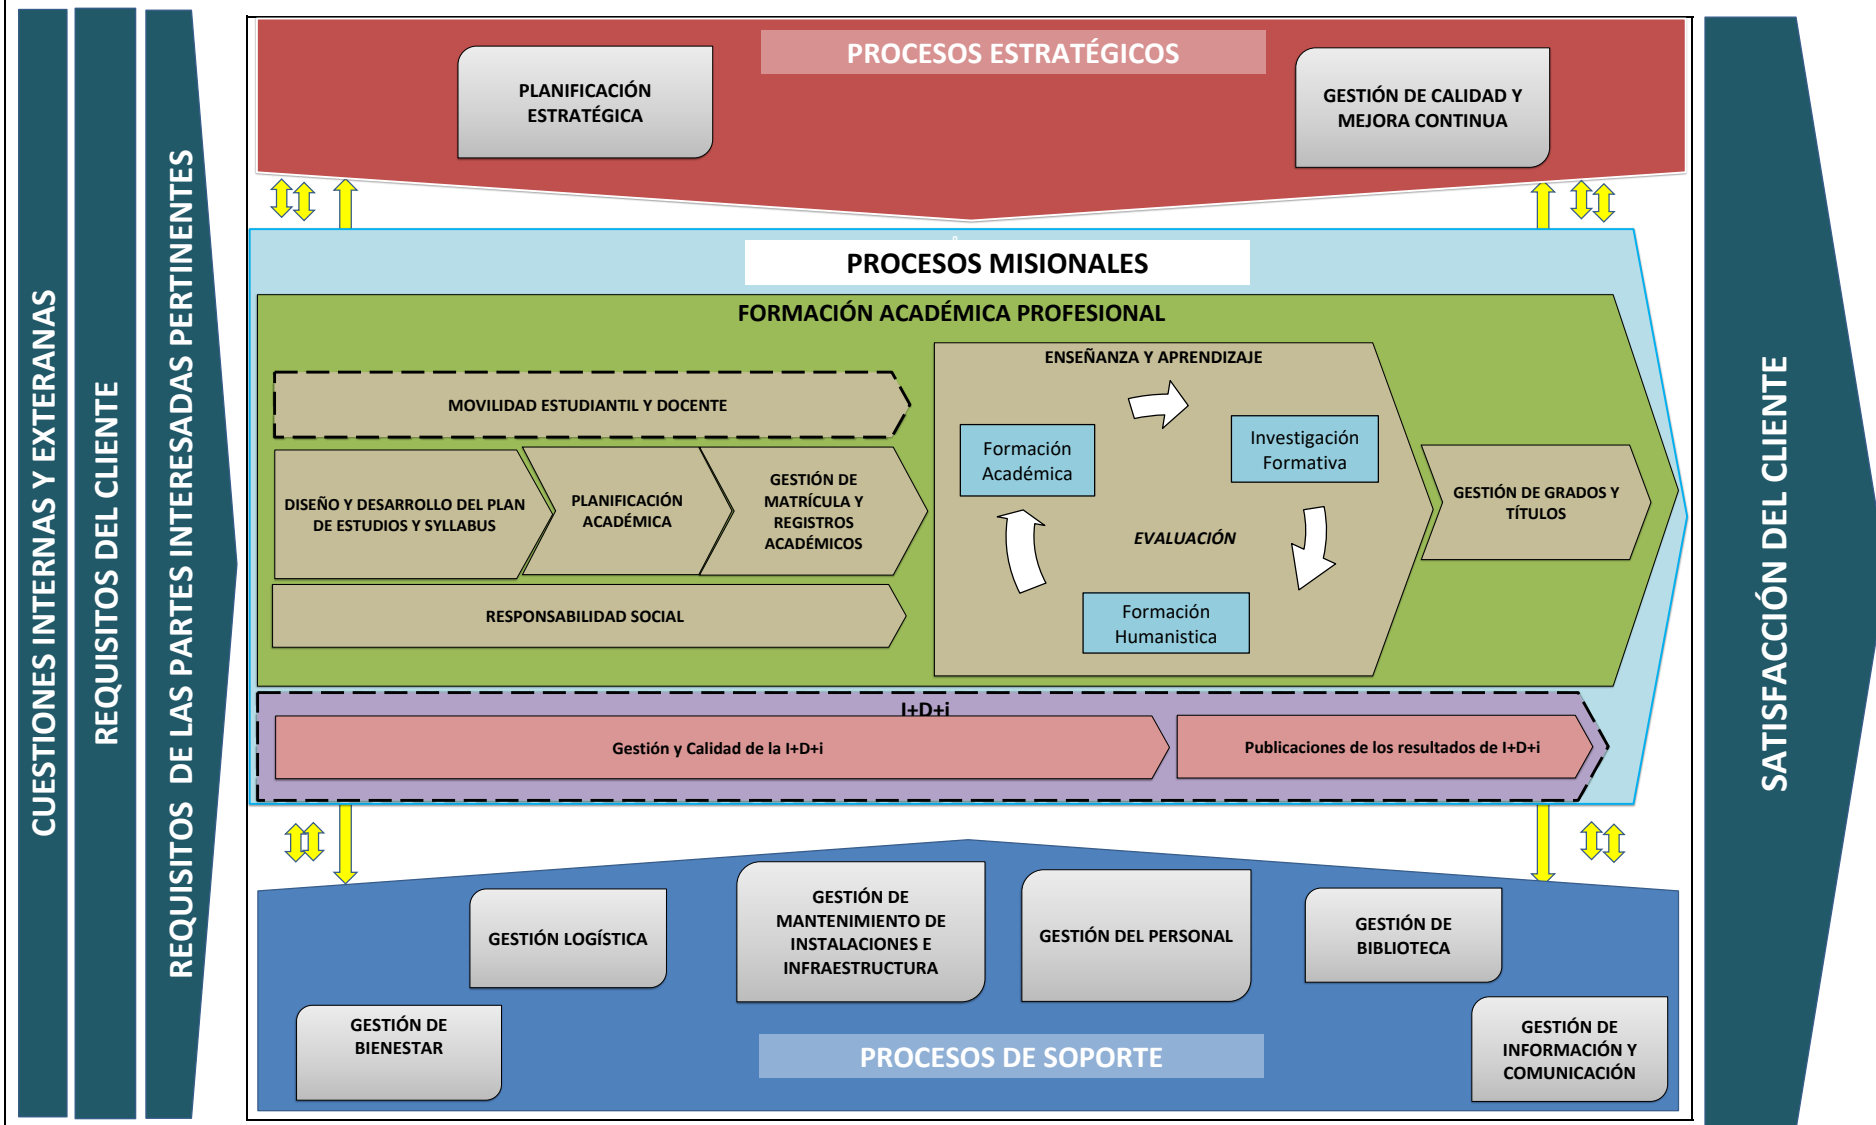 CUESTIONES INTERNAS Y EXTERANAS
REQUISITOS DEL CLIENTE
REQUISITOS DE LAS PARTES INTERESADAS PERTINENTES
PROCESOS ESTRATÉGICOS
PLANIFICACIÓN
ESTRATÉGICA
GESTIÓN DE CALIDAD Y
MEJORA CONTINUA
PROCESOS MISIONALES
FORMACIÓN ACADÉMICA PROFESIONAL
MOVILIDAD ESTUDIANTIL Y DOCENTE
DISEÑO Y DESARROLLO DEL PLAN
DE ESTUDIOS Y SYLLABUS
PLANIFICACIÓN
ACADÉMICA
GESTIÓN DE
MATRÍCULA Y
REGISTROS
ACADÉMICOS
RESPONSABILIDAD SOCIAL
ENSEÑANZA Y APRENDIZAJE
Formación
Académica
Investigación
Formativa
EVALUACIÓN
Formación
Humanistica
GESTIÓN DE GRADOS Y
TÍTULOS
I+D+i
Gestión y Calidad de la I+D+i
Publicaciones de los resultados de I+D+i
GESTIÓN LOGÍSTICA
GESTIÓN DE
MANTENIMIENTO DE
INSTALACIONES E
INFRAESTRUCTURA
GESTIÓN DEL PERSONAL
GESTIÓN DE
BIBLIOTECA
GESTIÓN DE
BIENESTAR
PROCESOS DE SOPORTE
GESTIÓN DE
INFORMACIÓN Y
COMUNICACIÓN
SATISFACCIÓN DEL CLIENTE